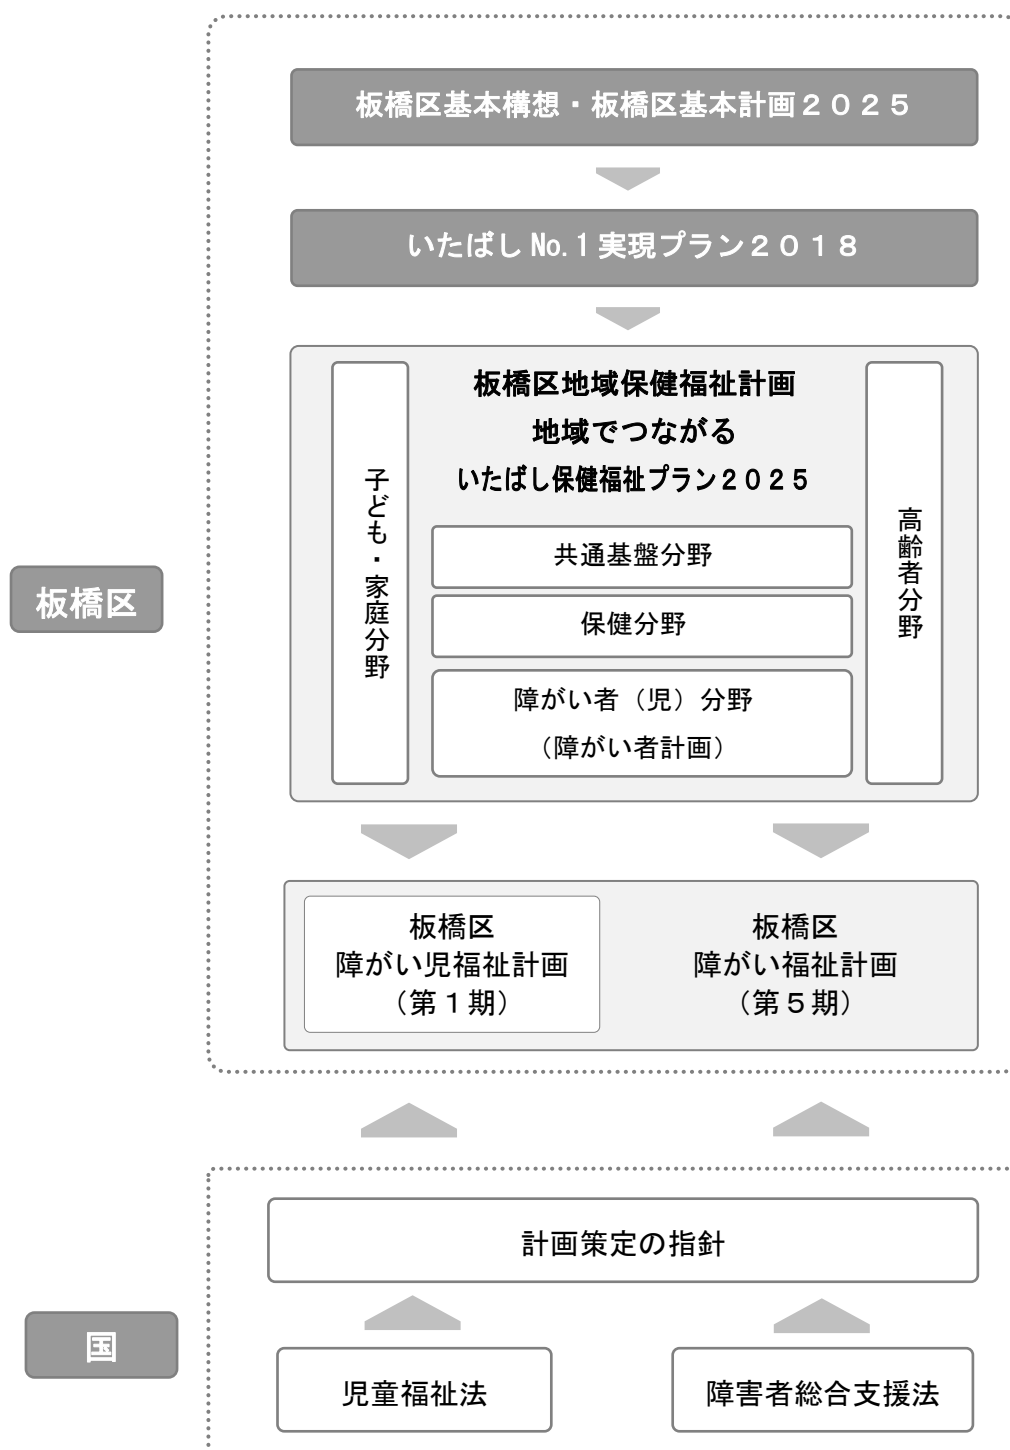 板橋区基本構想・板橋区基本計画２０２５
いたばし No.1 実現プラン２０１８
板橋区地域保健福祉計画
地域でつながる
いたばし保健福祉プラン２０２５
子ども・家庭分野
共通基盤分野
保健分野
障がい者（児）分野
（障がい者計画）
高齢者分野
板橋区
板橋区
障がい児福祉計画
（第１期）
板橋区
障がい福祉計画
（第５期）
計画策定の指針
国
児童福祉法
障害者総合支援法